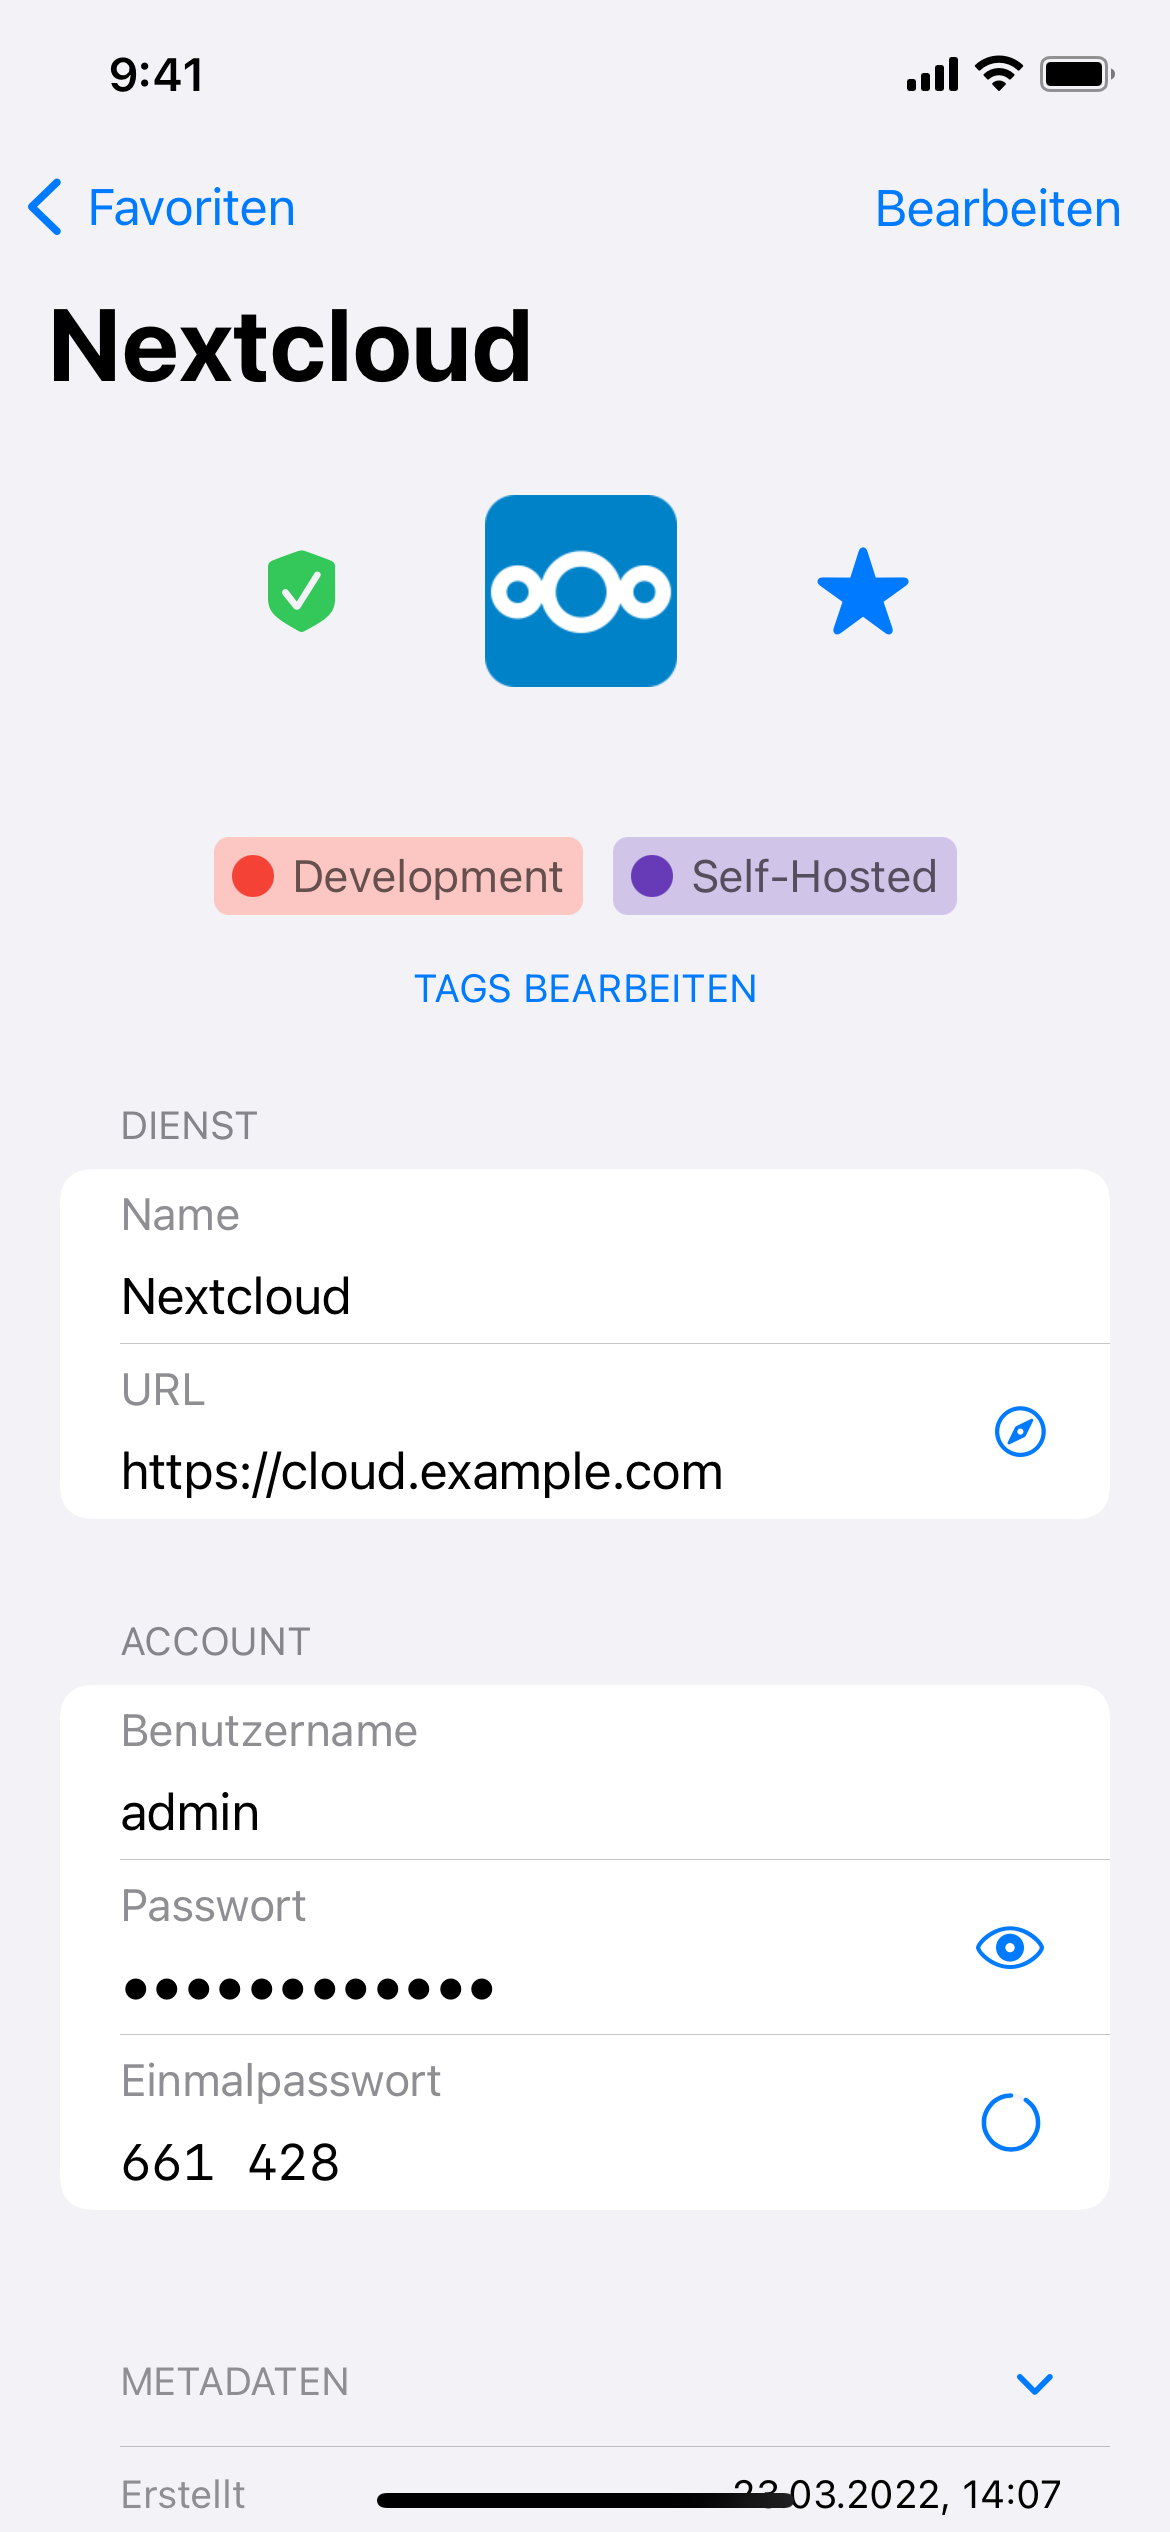 9:41
Favoriten
Bearbeiten
Nextcloud
Development
Self-Hosted
TAGS BEARBEITEN
DIENST
Name
Nextcloud
URL
https://cloud.example.com
ACCOUNT
Benutzername
admin
Passwort
●●●●●●●●●●●●
Einmalpasswort
661 428
METADATEN
Erstellt
23.03.2022, 14:07